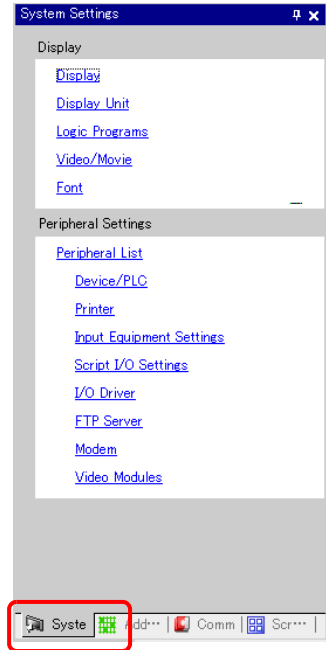 System Settings
Display
Display
Display Unit
Logic Programs
Video/Movie
Font
Peripheral Settings
Peripheral List
Device/PLC
Printer
Input Equipment Settings
Script I/O Settings
I/O Driver
FTP Server
Modem
Video Modules
Syste Add··· Comm Scr···